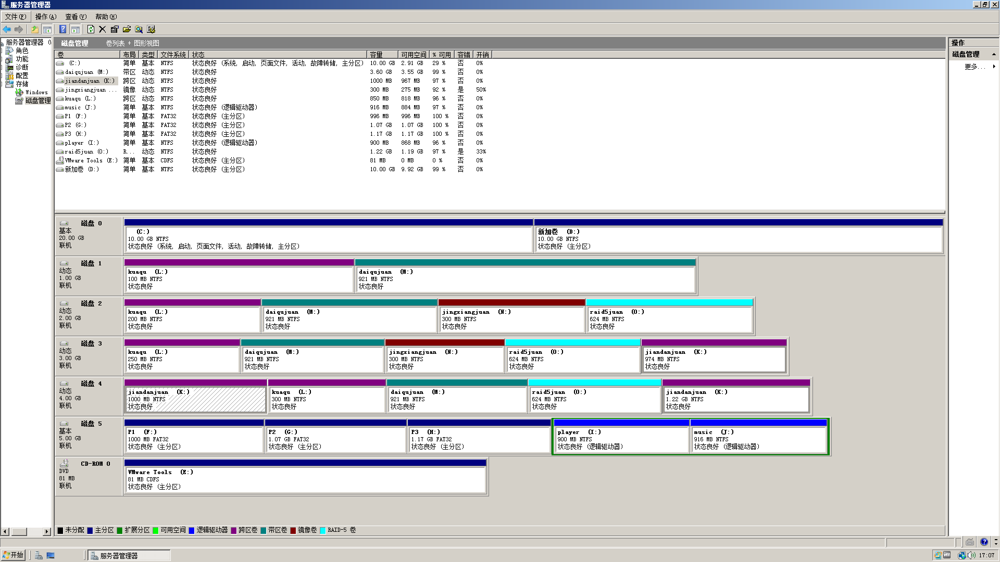 服务器管理器
文件(F) 操作(A) 查看(V) 帮助(H)
服务器管理器 (
角色
功能
诊断
配置
存储
Windows
磁盘管理
磁盘管理 卷列表 + 图形视图
卷 布局 类型 文件系统 状态 容量 可用空间 % 可用 容错 开销
(C:) 简单 基本 NTFS 状态良好 (系统, 启动, 页面文件, 活动, 故障转储, 主分区) 10.00 GB 2.91 GB 29 % 否 0%
daiqujuan (M:) 带区 动态 NTFS 状态良好 3.60 GB 3.55 GB 99 % 否 0%
jiandanjuan (K:) 跨区 动态 NTFS 状态良好 1000 MB 967 MB 97 % 否 0%
jingxiangjuan ... 镜像 动态 NTFS 状态良好 300 MB 275 MB 92 % 是 50%
kuaqu (L:) 跨区 动态 NTFS 状态良好 850 MB 818 MB 96 % 否 0%
music (J:) 简单 基本 NTFS 状态良好 (逻辑驱动器) 916 MB 884 MB 97 % 否 0%
P1 (F:) 简单 基本 FAT32 状态良好 (主分区) 996 MB 996 MB 100 % 否 0%
P2 (G:) 简单 基本 FAT32 状态良好 (主分区) 1.07 GB 1.07 GB 100 % 否 0%
P3 (H:) 简单 基本 FAT32 状态良好 (主分区) 1.17 GB 1.17 GB 100 % 否 0%
player (I:) 简单 基本 NTFS 状态良好 (逻辑驱动器) 900 MB 868 MB 96 % 否 0%
raid5juan (O:) R... 动态 NTFS 状态良好 1.22 GB 1.19 GB 97 % 是 33%
VMware Tools (E:) 简单 基本 CDFS 状态良好 (主分区) 81 MB 0 MB 0 % 否 0%
新加卷 (D:) 简单 基本 NTFS 状态良好 (主分区) 10.00 GB 9.92 GB 99 % 否 0%
磁盘 0
基本
20.00 GB
联机
(C:)
10.00 GB NTFS
状态良好 (系统, 启动, 页面文件, 活动, 故障转储, 主分区)
新加卷 (D:)
10.00 GB NTFS
状态良好 (主分区)
磁盘 1
动态
1.00 GB
联机
kuaqu (L:)
100 MB NTFS
状态良好
daiqujuan (M:)
921 MB NTFS
状态良好
磁盘 2
动态
2.00 GB
联机
kuaqu (L:)
200 MB NTFS
状态良好
daiqujuan (M:)
921 MB NTFS
状态良好
jingxiangjuan (N:)
300 MB NTFS
状态良好
raid5juan (O:)
624 MB NTFS
状态良好
磁盘 3
动态
3.00 GB
联机
kuaqu (L:)
250 MB NTFS
状态良好
daiqujuan (M:)
921 MB NTFS
状态良好
jingxiangjuan (N:)
300 MB NTFS
状态良好
raid5juan (O:)
624 MB NTFS
状态良好
jiandanjuan (K:)
974 MB NTFS
状态良好
磁盘 4
动态
4.00 GB
联机
jiandanjuan (K:)
1000 MB NTFS
状态良好
kuaqu (L:)
300 MB NTFS
状态良好
daiqujuan (M:)
921 MB NTFS
状态良好
raid5juan (O:)
624 MB NTFS
状态良好
jiandanjuan (K:)
1.22 GB NTFS
状态良好
磁盘 5
基本
5.00 GB
联机
P1 (F:)
1000 MB FAT32
状态良好 (主分区)
P2 (G:)
1.07 GB FAT32
状态良好 (主分区)
P3 (H:)
1.17 GB FAT32
状态良好 (主分区)
player (I:)
900 MB NTFS
状态良好 (逻辑驱动器)
music (J:)
916 MB NTFS
状态良好 (逻辑驱动器)
CD-ROM 0
DVD
81 MB
联机
VMware Tools (E:)
81 MB CDFS
状态良好 (主分区)
未分配 主分区 扩展分区 可用空间 逻辑驱动器 跨区卷 带区卷 镜像卷 RAID-5 卷
操作
磁盘管理
更多...
开始 服务器管理器 vm 17:07